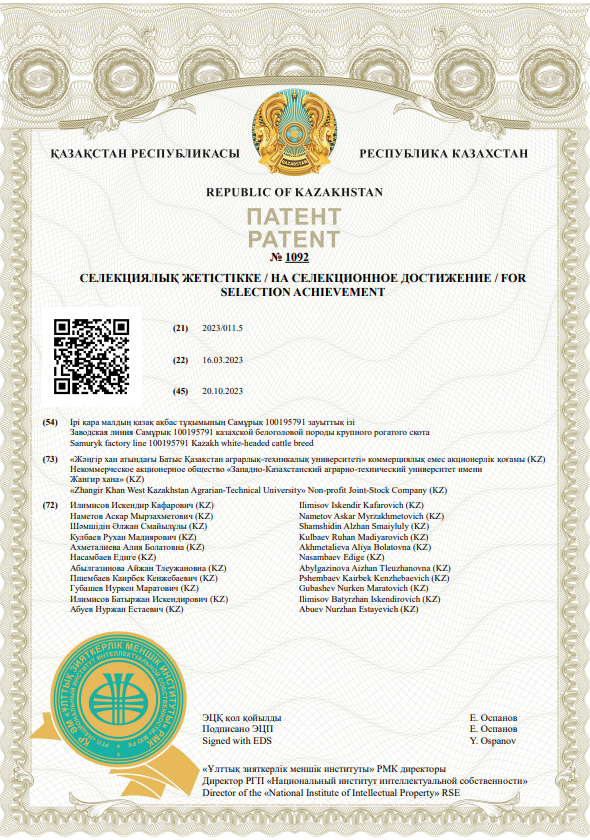 ҚАЗАҚСТАН РЕСПУБЛИКАСЫ
РЕСПУБЛИКА КАЗАХСТАН
REPUBLIC OF KAZAKHSTAN
ПАТЕНТ
PATENT
№ 1092
СЕЛЕКЦИЯЛЫҚ ЖЕТІСТІККЕ / НА СЕЛЕКЦИОННОЕ ДОСТИЖЕНИЕ / FOR
SELECTION ACHIEVEMENT
(21) 2023/011.5
(22) 16.03.2023
(45) 20.10.2023
(54) Ірі қара малдың қазақ ақбас тұқымының Самұрық 100195791 зауыттық ізі
Заводская линия Самұрық 100195791 казахской белоголовой породы крупного рогатого скота
Samuryk factory line 100195791 Kazakh white-headed cattle breed
(73) «Жәңгір хан атындағы Батыс Қазақстан аграрлық-техникалық университеті» коммерциялық емес акционерлік қоғамы (KZ)
Некоммерческое акционерное общество «Западно-Казахстанский аграрно-технический университет имени
Жангир хана» (KZ)
«Zhangir Khan West Kazakhstan Agrarian-Technical University» Non-profit Joint-Stock Company (KZ)
(72) Илимисов Искендир Кафарович (KZ)
Наметов Аскар Мырзахметович (KZ)
Шәмшідін Әлжан Смайылұлы (KZ)
Кулбаев Рухан Мадиярович (KZ)
Ахметалиева Алия Болатовна (KZ)
Насамбаев Едиге (KZ)
Абылгазинова Айжан Тлеужановна (KZ)
Пшембаев Каирбек Кенжебаевич (KZ)
Губашев Нуркен Маратович (KZ)
Илимисов Батыржан Искендирович (KZ)
Абуев Нуржан Естаевич (KZ)
Ilimisov Iskendir Kafarovich (KZ)
Nametov Askar Myrzakhmetovich (KZ)
Shamshidin Alzhan Smaiyluly (KZ)
Kulbaev Ruhan Madiyarovich (KZ)
Akhmetalieva Aliya Bolatovna (KZ)
Nasambaev Edige (KZ)
Abylgazinova Aizhan Tleuzhanovna (KZ)
Pshembaev Kairbek Kenzhebaevich (KZ)
Gubashev Nurken Maratovich (KZ)
Ilimisov Batyrzhan Iskendirovich (KZ)
Abuev Nurzhan Estayevich (KZ)
ЭЦҚ қол қойылды Е. Оспанов
Подписано ЭЦП Е. Оспанов
Signed with EDS Y. Ospanov
«Ұлттық зияткерлік меншік институты» РМК директоры
Директор РГП «Национальный институт интеллектуальной собственности»
Director of the «National Institute of Intellectual Property» RSE